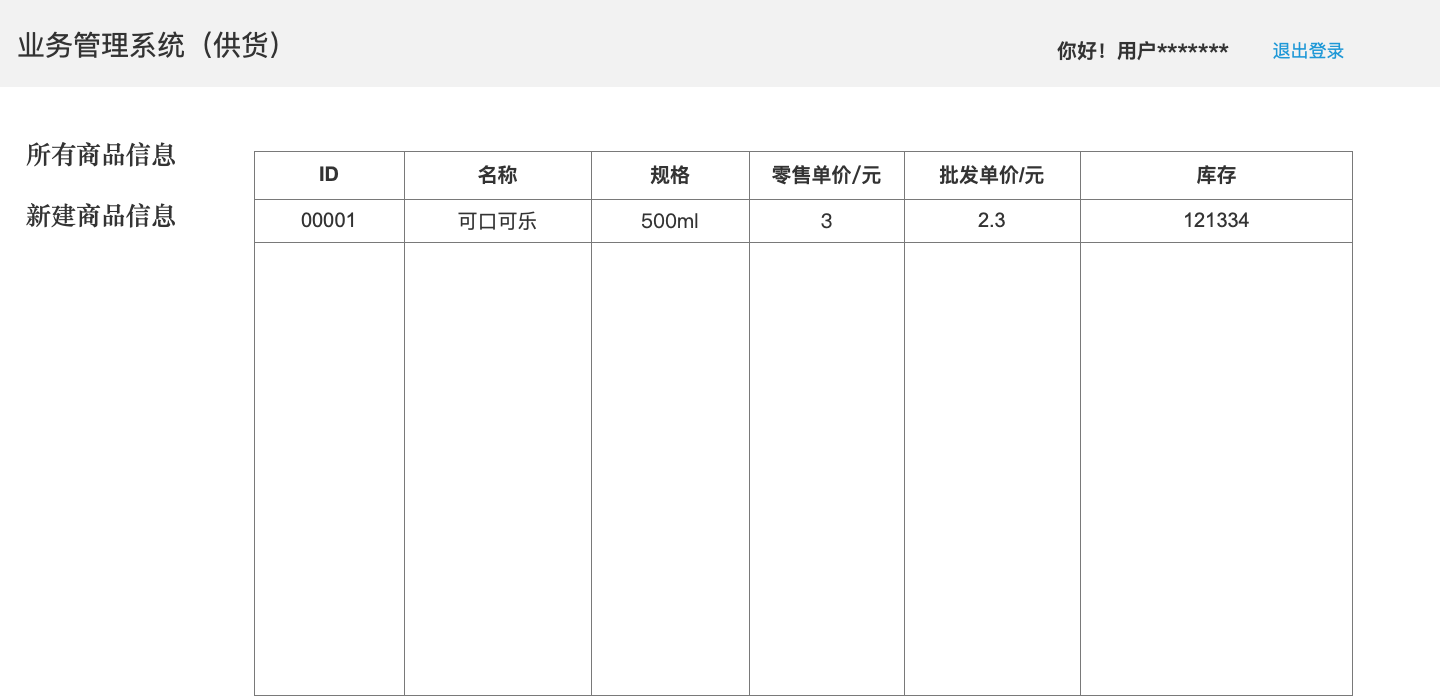 业务管理系统（供货）
你好！用户******* 退出登录
所有商品信息
新建商品信息
ID 名称 规格 零售单价/元 批发单价/元 库存
00001 可口可乐 500ml 3 2.3 121334